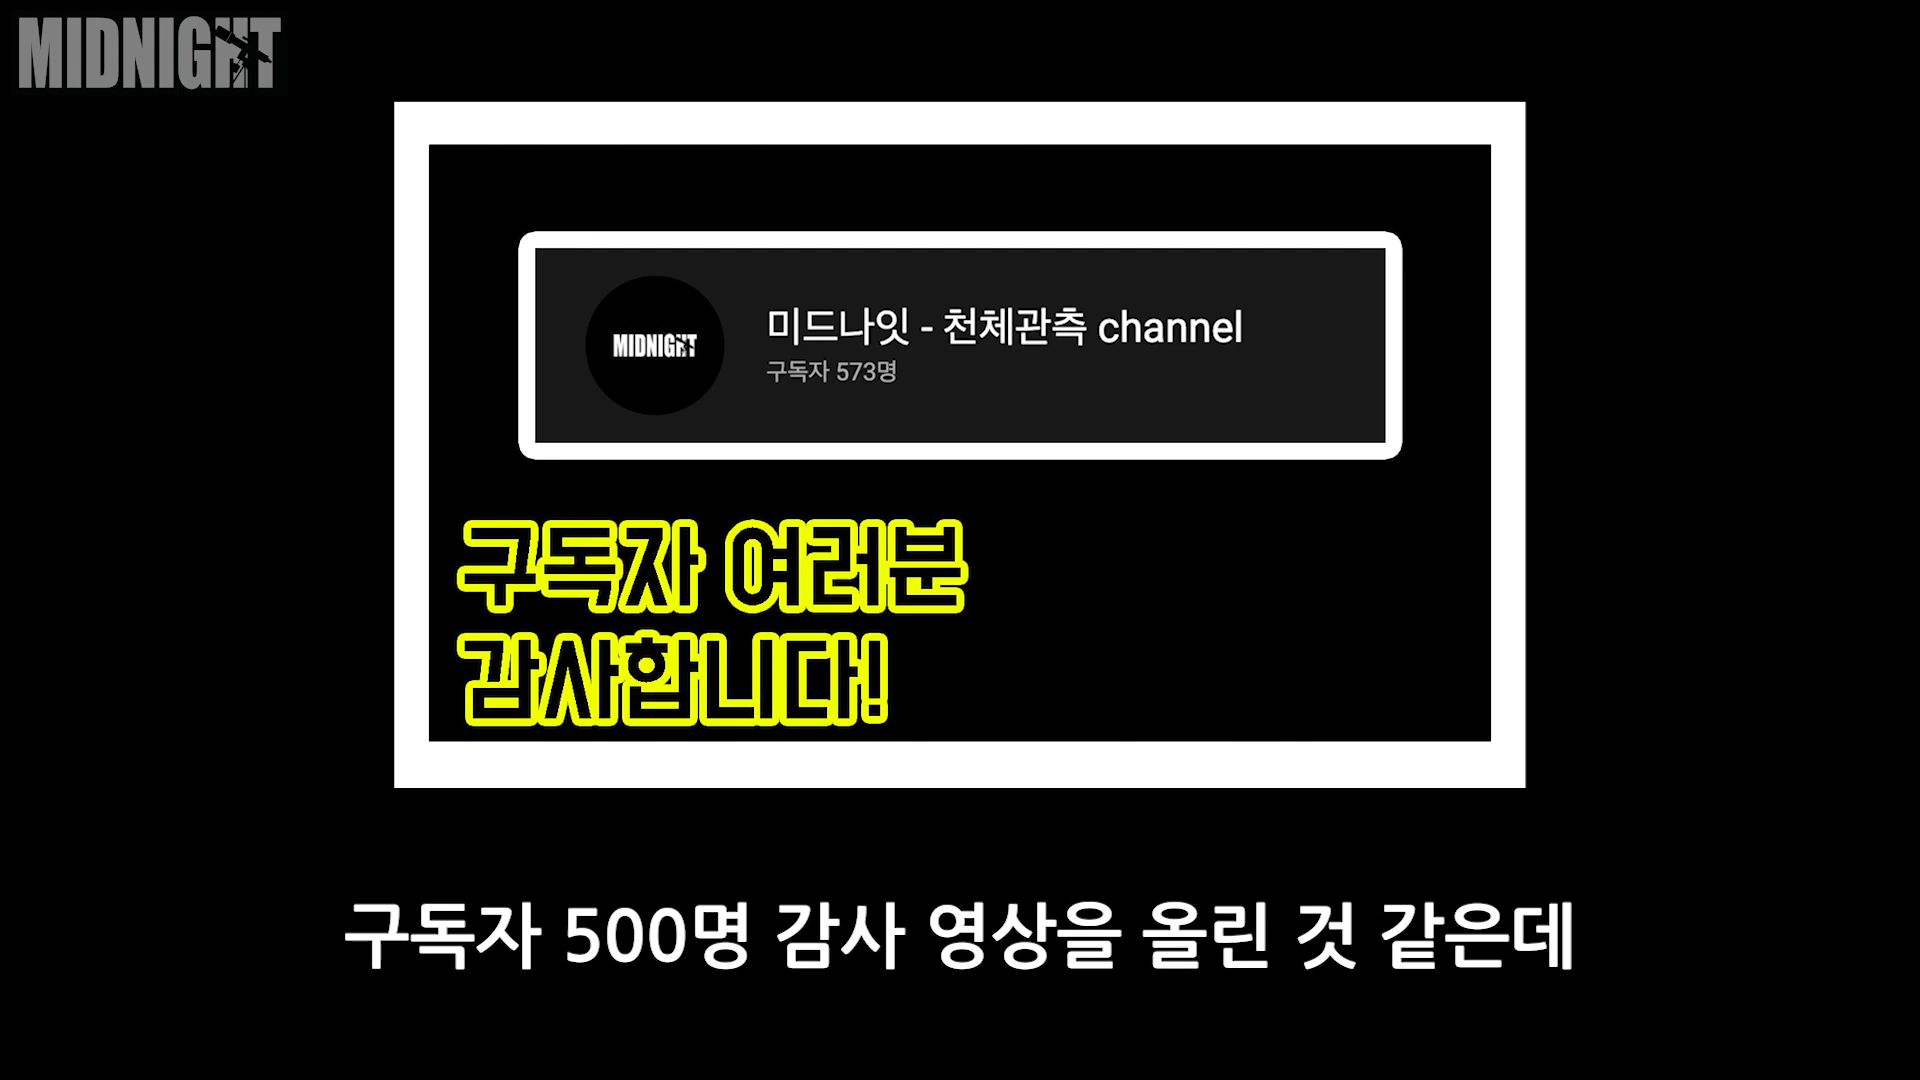 MIDNIGHT
MIDNIGHT
미드나잇 - 천체관측 channel
구독자 573명
구독자 여러분
감사합니다!
구독자 500명 감사 영상을 올린 것 같은데